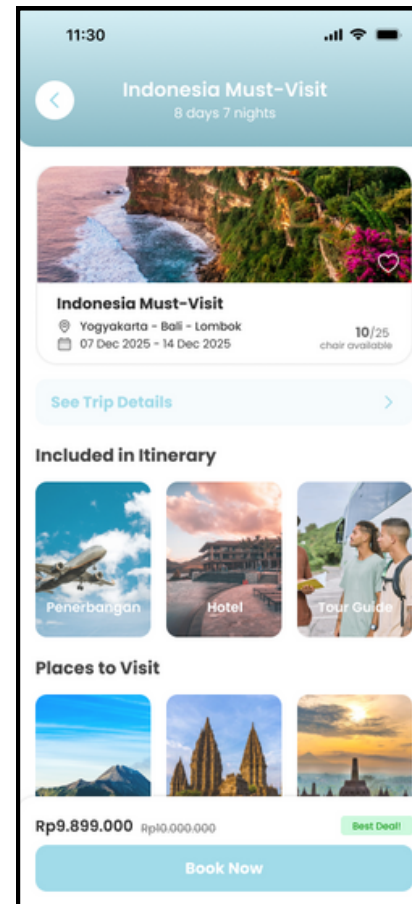 11:30
Indonesia Must-Visit
8 days 7 nights
Indonesia Must-Visit
Yogyakarta - Bali - Lombok
07 Dec 2025 - 14 Dec 2025
10/25
chair available
See Trip Details
Included in Itinerary
Penerbangan
Hotel
Tour Guide
Places to Visit
Rp9.899.000 Rp10.000.000
Best Deal!
Book Now